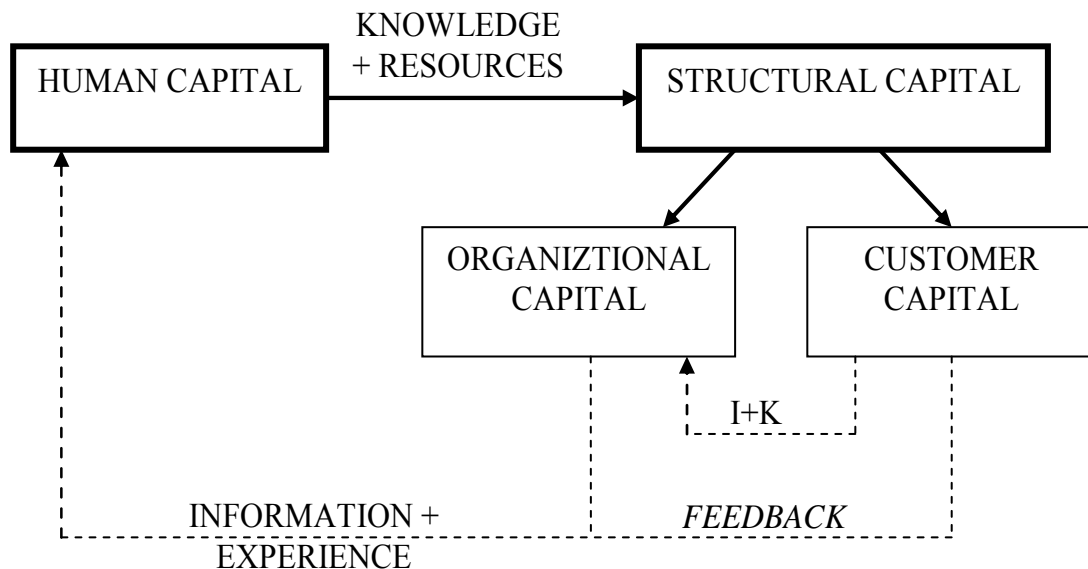 KNOWLEDGE
+ RESOURCES
HUMAN CAPITAL
STRUCTURAL CAPITAL
ORGANIZTIONAL
CAPITAL
CUSTOMER
CAPITAL
I+K
INFORMATION +
EXPERIENCE
FEEDBACK